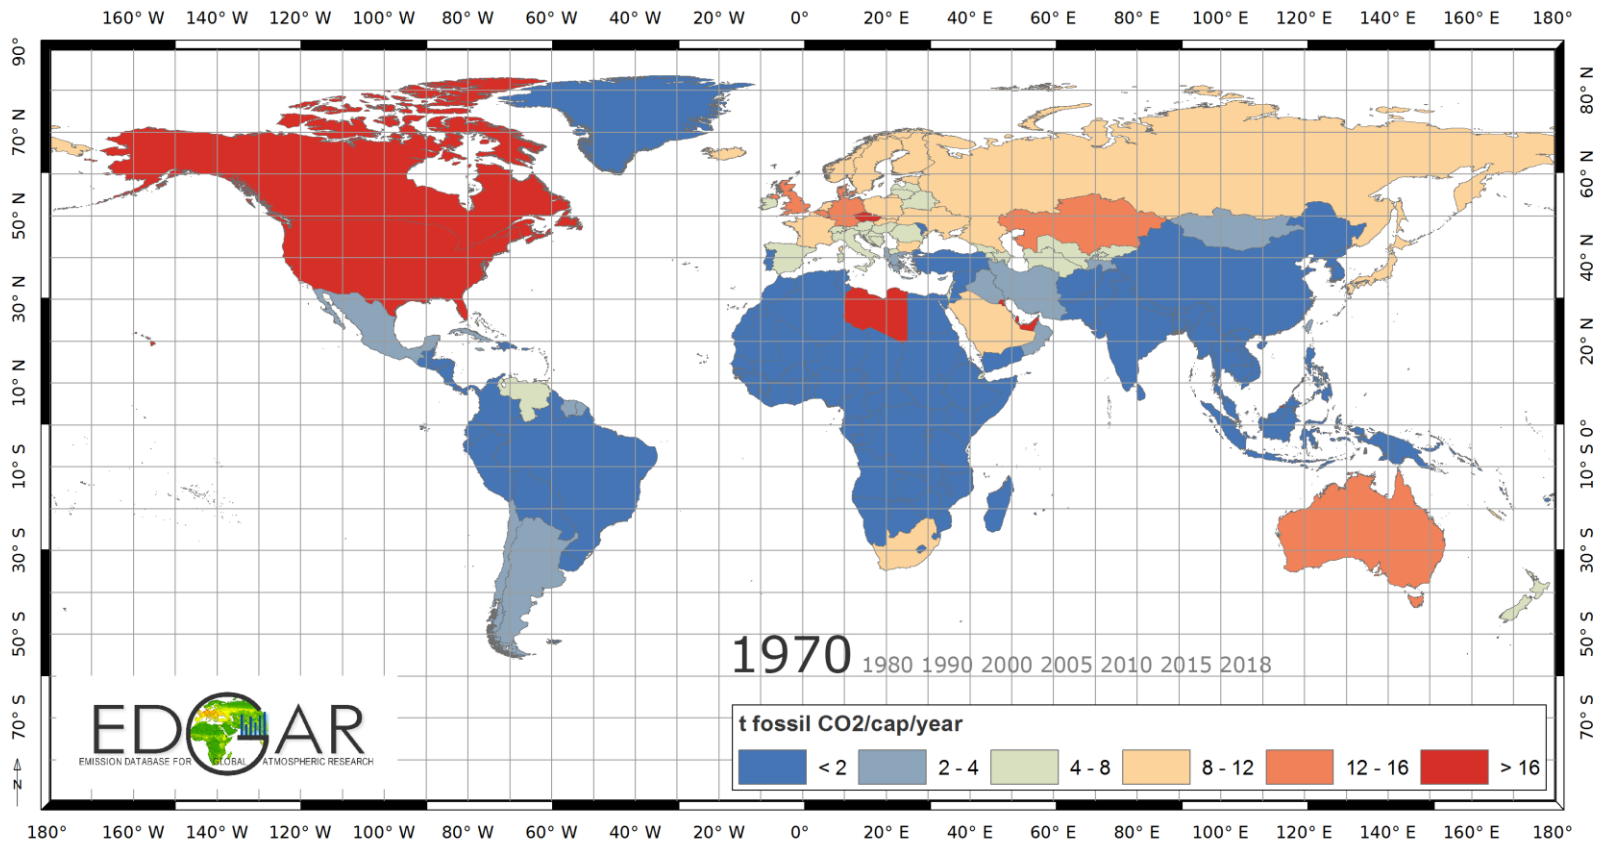 160° W 140° W 120° W 100° W 80° W 60° W 40° W 20° W 0° 20° E 40° E 60° E 80° E 100° E 120° E 140° E 160° E 180°
90°
70° N
50° N
40° N
30° N
20° N
10° N
0°
10° S
30° S
50° S
70° S
N
80° N
60° N
50° N
40° N
20° N
0°
10° S
30° S
50° S
70° S
1970 1980 1990 2000 2005 2010 2015 2018
EDGAR
EMISSION DATABASE FOR GLOBAL ATMOSPHERIC RESEARCH
t fossil CO2/cap/year
< 2 2 - 4 4 - 8 8 - 12 12 - 16 > 16
180° 160° W 140° W 120° W 100° W 80° W 60° W 40° W 20° W 0° 20° E 40° E 60° E 80° E 100° E 120° E 140° E 160° E 180°